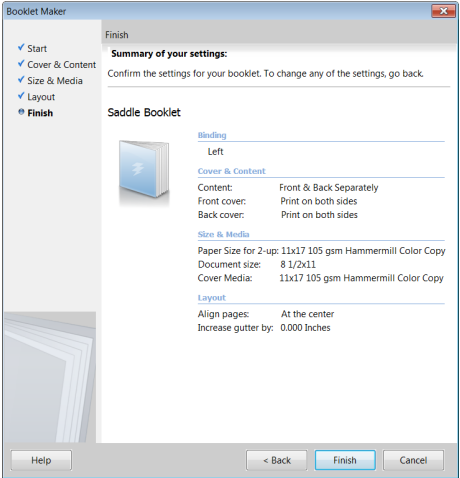 Booklet Maker
Start
Cover & Content
Size & Media
Layout
Finish
Finish
Summary of your settings:
Confirm the settings for your booklet. To change any of the settings, go back.
Saddle Booklet
Binding
Left
Cover & Content
Content: Front & Back Separately
Front cover: Print on both sides
Back cover: Print on both sides
Size & Media
Paper Size for 2-up: 11x17 105 gsm Hammermill Color Copy
Document size: 8 1/2x11
Cover Media: 11x17 105 gsm Hammermill Color Copy
Layout
Align pages: At the center
Increase gutter by: 0.000 Inches
Help
< Back
Finish
Cancel